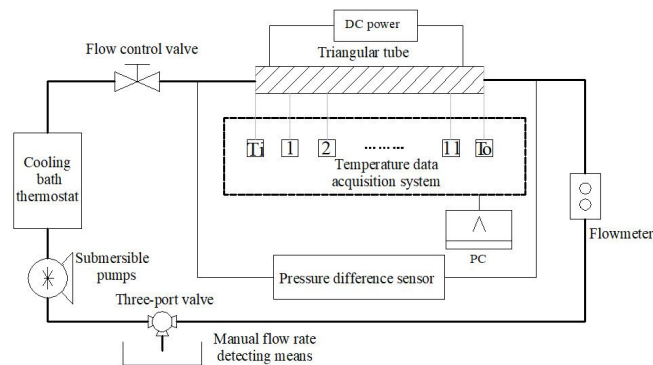 DC power
Flow control valve
Triangular tube
Ti 1 2 ········· 11 To
Temperature data
acquisition system
Cooling
bath
thermostat
PC
Flowmeter
Submersible
pumps
Pressure difference sensor
Three-port valve
Manual flow rate
detecting means